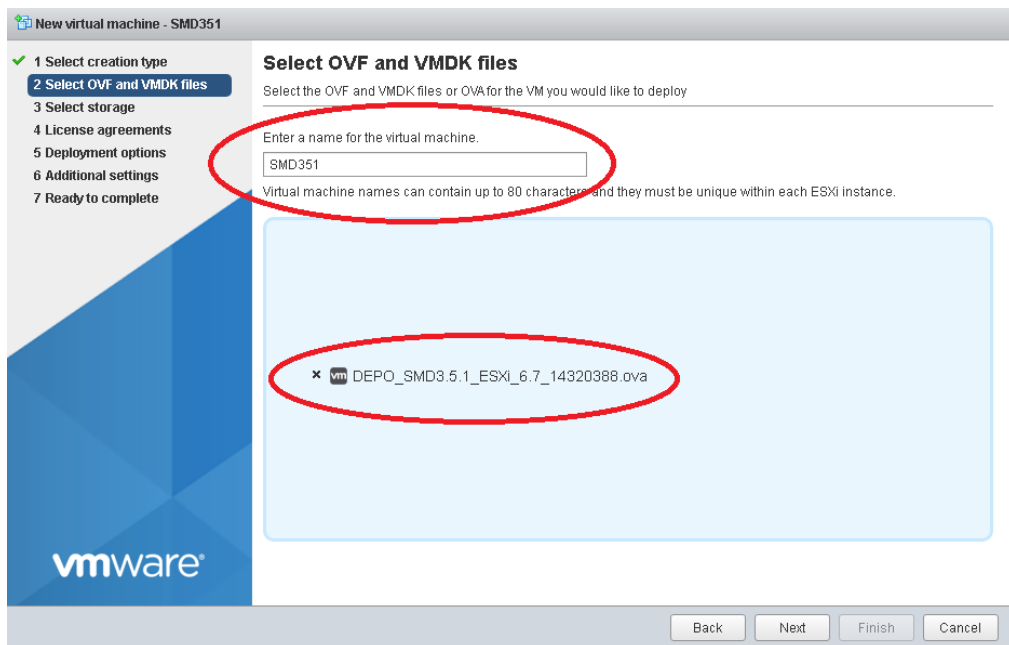 New virtual machine - SMD351
1 Select creation type
2 Select OVF and VMDK files
3 Select storage
4 License agreements
5 Deployment options
6 Additional settings
7 Ready to complete
Select OVF and VMDK files
Select the OVF and VMDK files or OVA for the VM you would like to deploy
Enter a name for the virtual machine.
SMD351
Virtual machine names can contain up to 80 characters and they must be unique within each ESXi instance.
vm DEPO_SMD3.5.1_ESXi_6.7_14320388.ova
vmware®
Back Next Finish Cancel